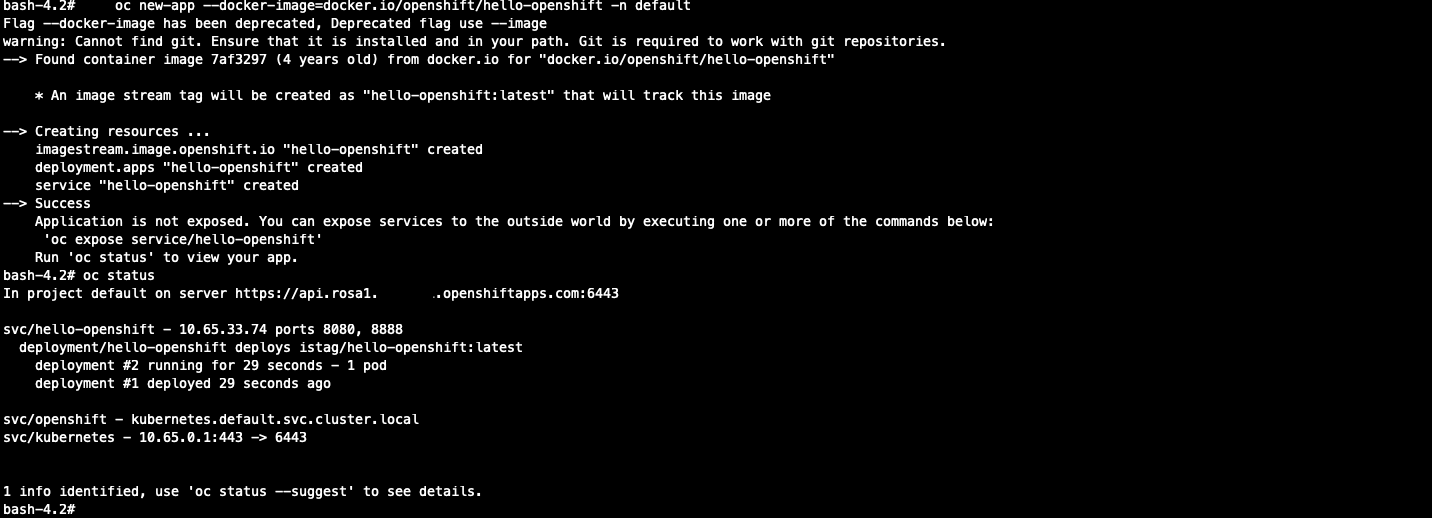 bash-4.2#     oc new-app --docker-image=docker.io/openshift/hello-openshift -n default
Flag --docker-image has been deprecated, Deprecated flag use --image
warning: Cannot find git. Ensure that it is installed and in your path. Git is required to work with git repositories.
--> Found container image 7af3297 (4 years old) from docker.io for "docker.io/openshift/hello-openshift"
    * An image stream tag will be created as "hello-openshift:latest" that will track this image
--> Creating resources ...
    imagestream.image.openshift.io "hello-openshift" created
    deployment.apps "hello-openshift" created
    service "hello-openshift" created
--> Success
    Application is not exposed. You can expose services to the outside world by executing one or more of the commands below:
     'oc expose service/hello-openshift'
    Run 'oc status' to view your app.
bash-4.2# oc status
In project default on server https://api.rosa1.       .openshiftapps.com:6443
svc/hello-openshift - 10.65.33.74 ports 8080, 8888
  deployment/hello-openshift deploys istag/hello-openshift:latest
    deployment #2 running for 29 seconds - 1 pod
    deployment #1 deployed 29 seconds ago
svc/openshift - kubernetes.default.svc.cluster.local
svc/kubernetes - 10.65.0.1:443 -> 6443
1 info identified, use 'oc status --suggest' to see details.
bash-4.2#